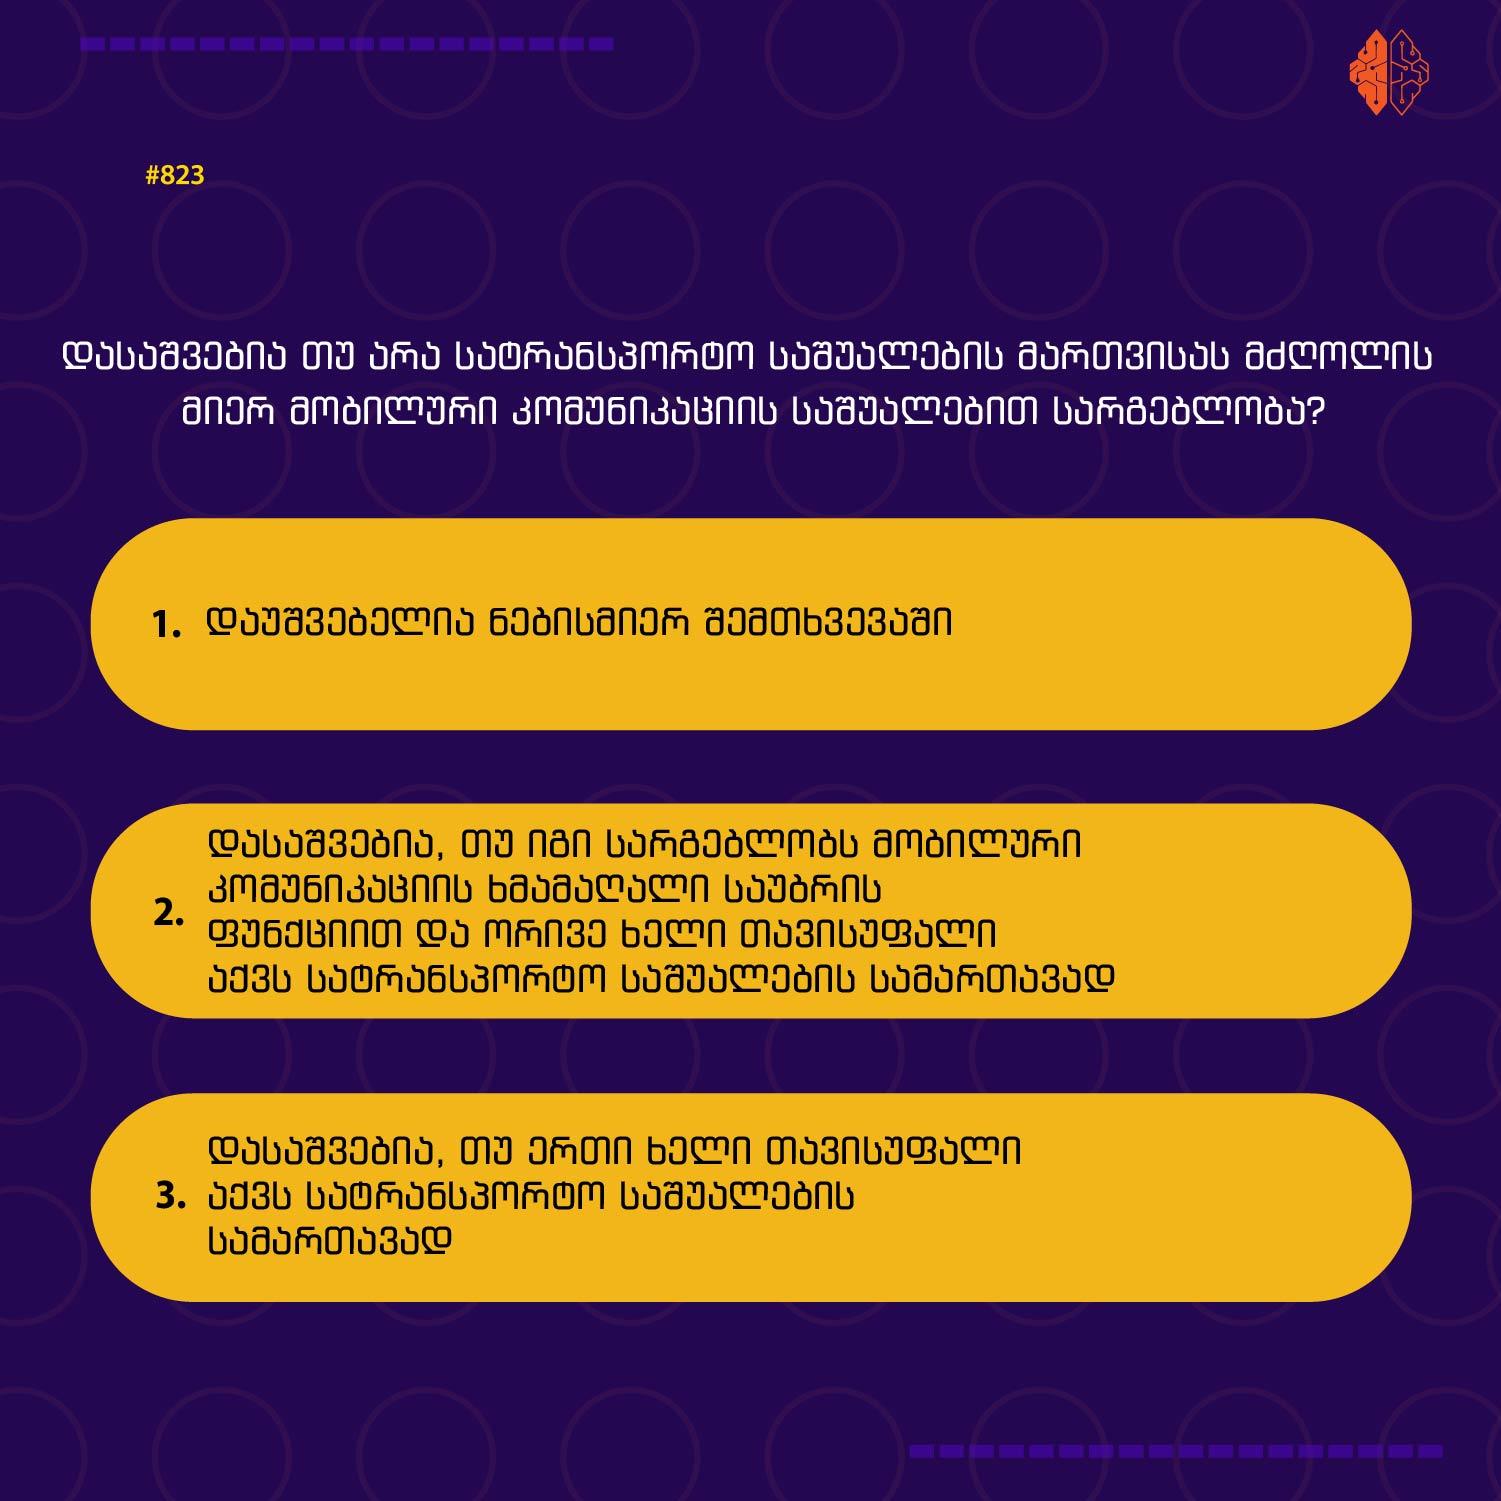 #823
დასაშვებია თუ არა სატრანსპორტო საშუალების მართვისას მძღოლის
მიერ მობილური კომუნიკაციის საშუალებით სარგებლობა?
1. დაუშვებელია ნებისმიერ შემთხვევაში
დასაშვებია, თუ იგი სარგებლობს მობილური
კომუნიკაციის ხმამაღალი საუბრის
2. ფუნქციით და ორივე ხელი თავისუფალი
აქვს სატრანსპორტო საშუალების სამართავად
დასაშვებია, თუ ერთი ხელი თავისუფალი
3. აქვს სატრანსპორტო საშუალების
სამართავად